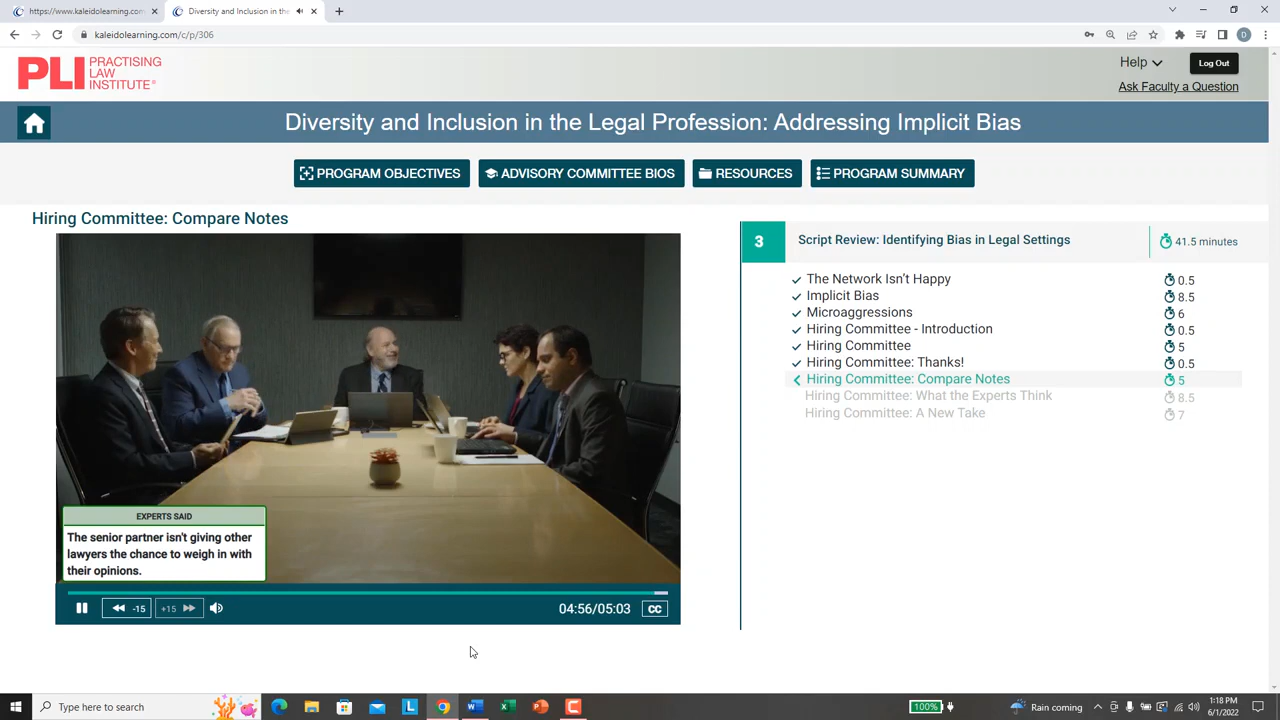 https://www.kaleidolearning.com
Diversity and Inclusion in the
kaleidolearning.com/c/p/306
D
PLI PRACTISING
LAW
INSTITUTE®
Help
Log Out
Ask Faculty a Question
Diversity and Inclusion in the Legal Profession: Addressing Implicit Bias
PROGRAM OBJECTIVES
ADVISORY COMMITTEE BIOS
RESOURCES
PROGRAM SUMMARY
Hiring Committee: Compare Notes
EXPERTS SAID
The senior partner isn't giving other
lawyers the chance to weigh in with
their opinions.
-15
+15
04:56/05:03
CC
3
Script Review: Identifying Bias in Legal Settings
41.5 minutes
The Network Isn't Happy 0.5
Implicit Bias 8.5
Microaggressions 6
Hiring Committee - Introduction 0.5
Hiring Committee 5
Hiring Committee: Thanks! 0.5
Hiring Committee: Compare Notes 5
Hiring Committee: What the Experts Think 8.5
Hiring Committee: A New Take 7
Type here to search
L
100%
Rain coming
1:18 PM
6/1/2022